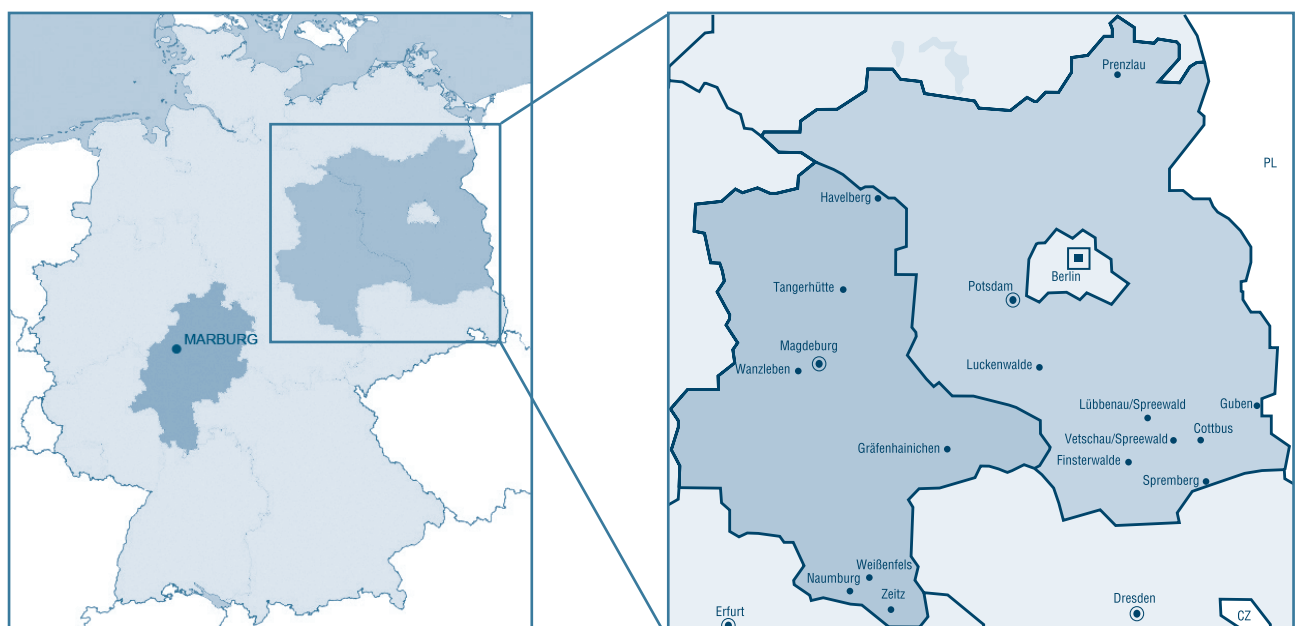 MARBURG
Prenzlau
PL
Havelberg
Berlin
Tangerhütte
Potsdam
Magdeburg
Wanzleben
Luckenwalde
Lübbenau/Spreewald
Guben
Vetschau/Spreewald
Cottbus
Gräfenhainichen
Finsterwalde
Spremberg
Weißenfels
Naumburg
Zeitz
Erfurt
Dresden
CZ